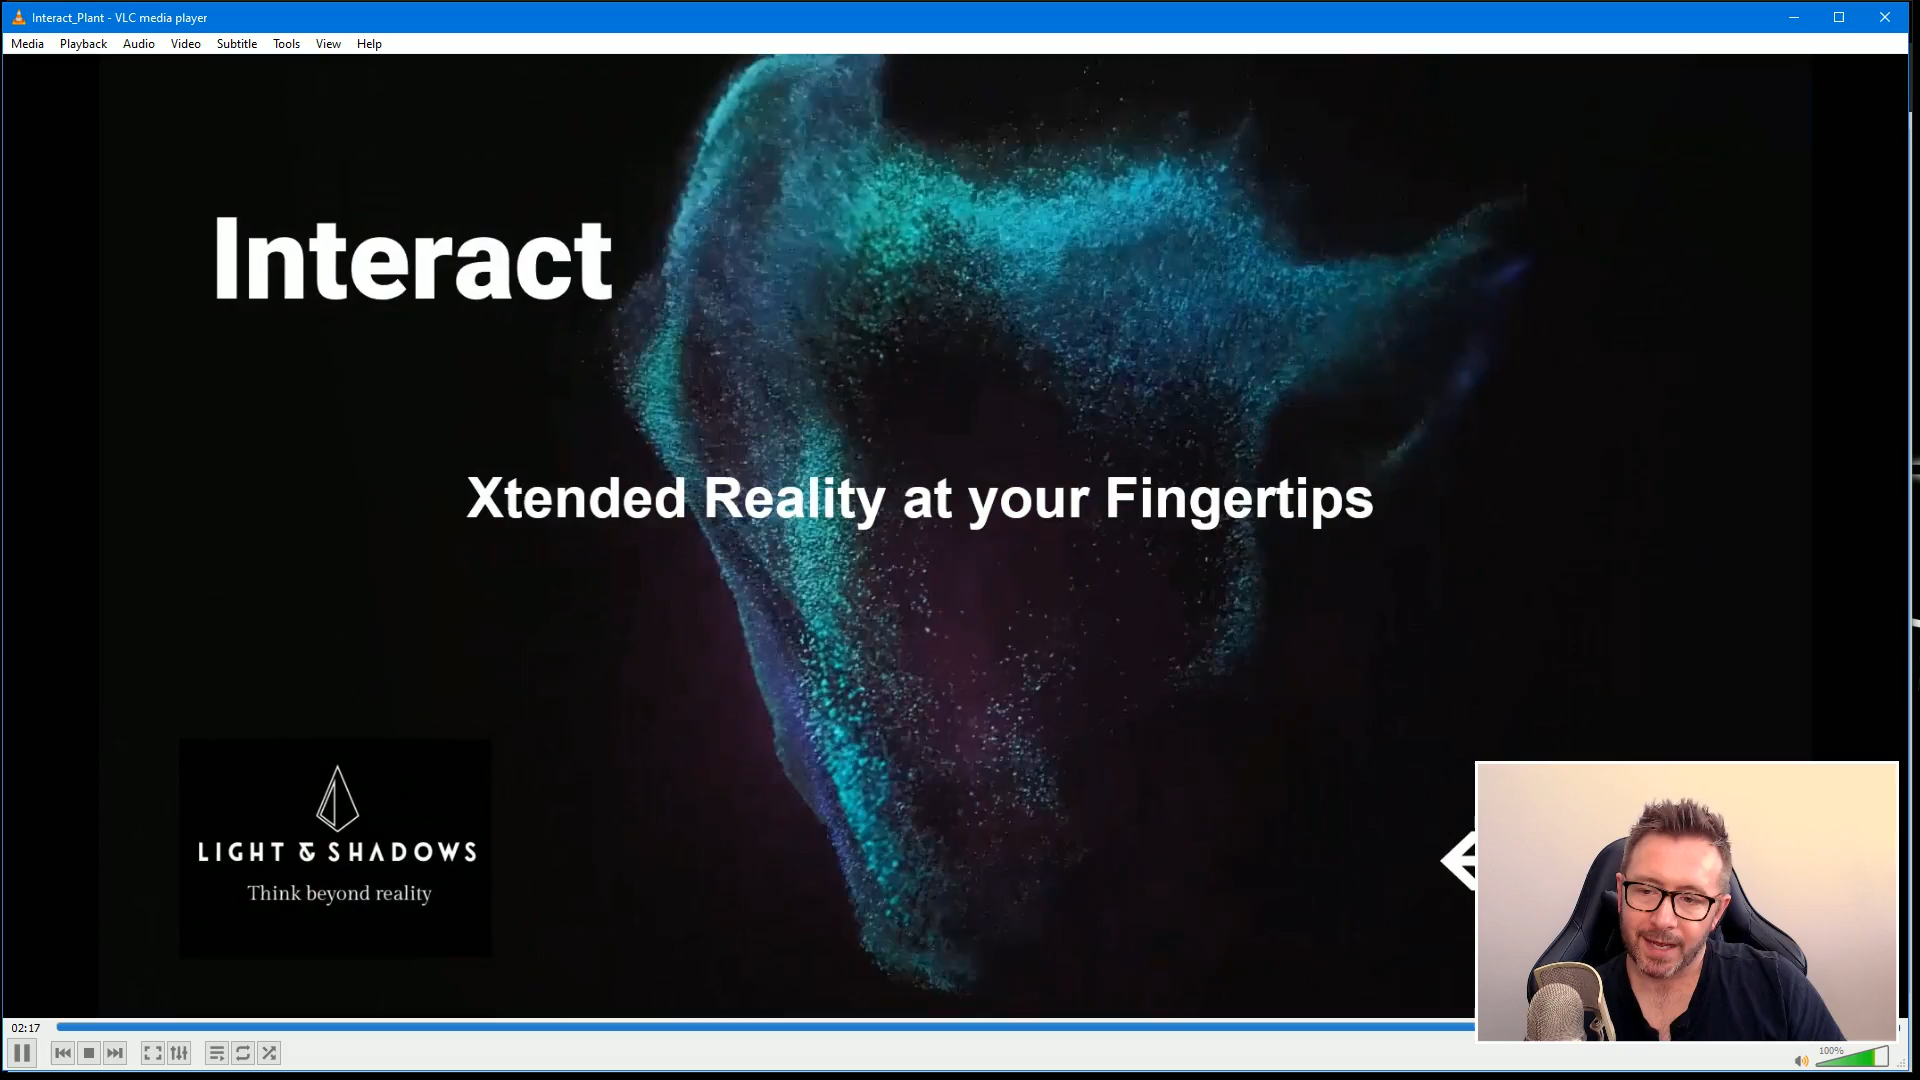 Interact_Plant - VLC media player
Media Playback Audio Video Subtitle Tools View Help
Interact
Xtended Reality at your Fingertips
LIGHT & SHADOWS
Think beyond reality
02:17
100%